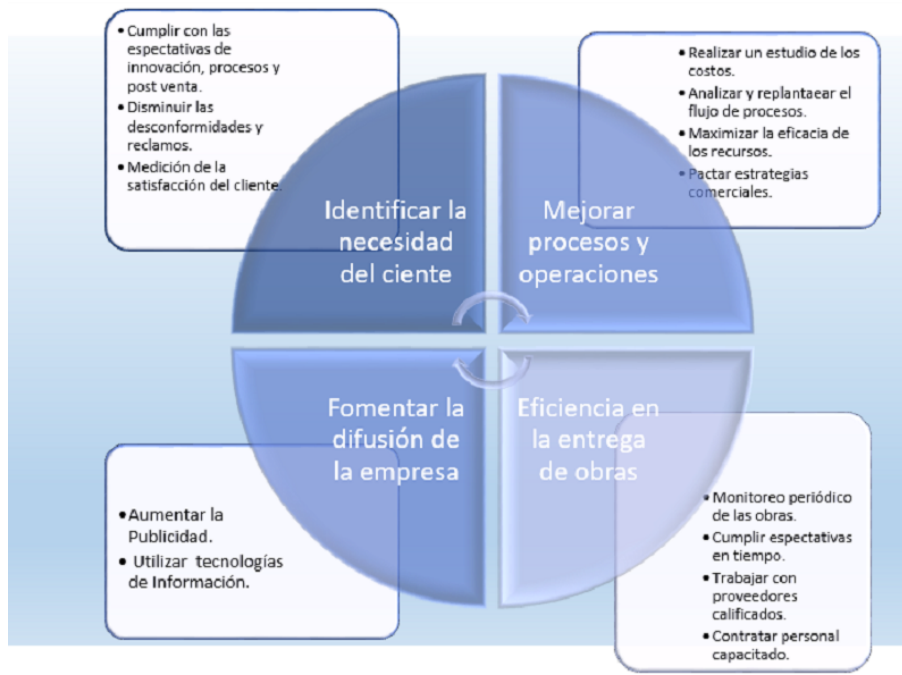 • Cumplir con las
espectativas de
innovación, procesos y
post venta.
• Disminuir las
desconformidades y
reclamos.
• Medición de la
satisfacción del cliente.
• Realizar un estudio de los
costos.
• Analizar y replantaear el
flujo de procesos.
• Maximizar la eficacia de
los recursos.
• Pactar estrategias
comerciales.
Identificar la
necesidad
del ciente
Mejorar
procesos y
operaciones
Fomentar la
difusión de
la empresa
Eficiencia en
la entrega
de obras
• Aumentar la
Publicidad.
• Utilizar tecnologías
de Información.
• Monitoreo periódico
de las obras.
• Cumplir espectativas
en tiempo.
• Trabajar con
proveedores
calificados.
• Contratar personal
capacitado.